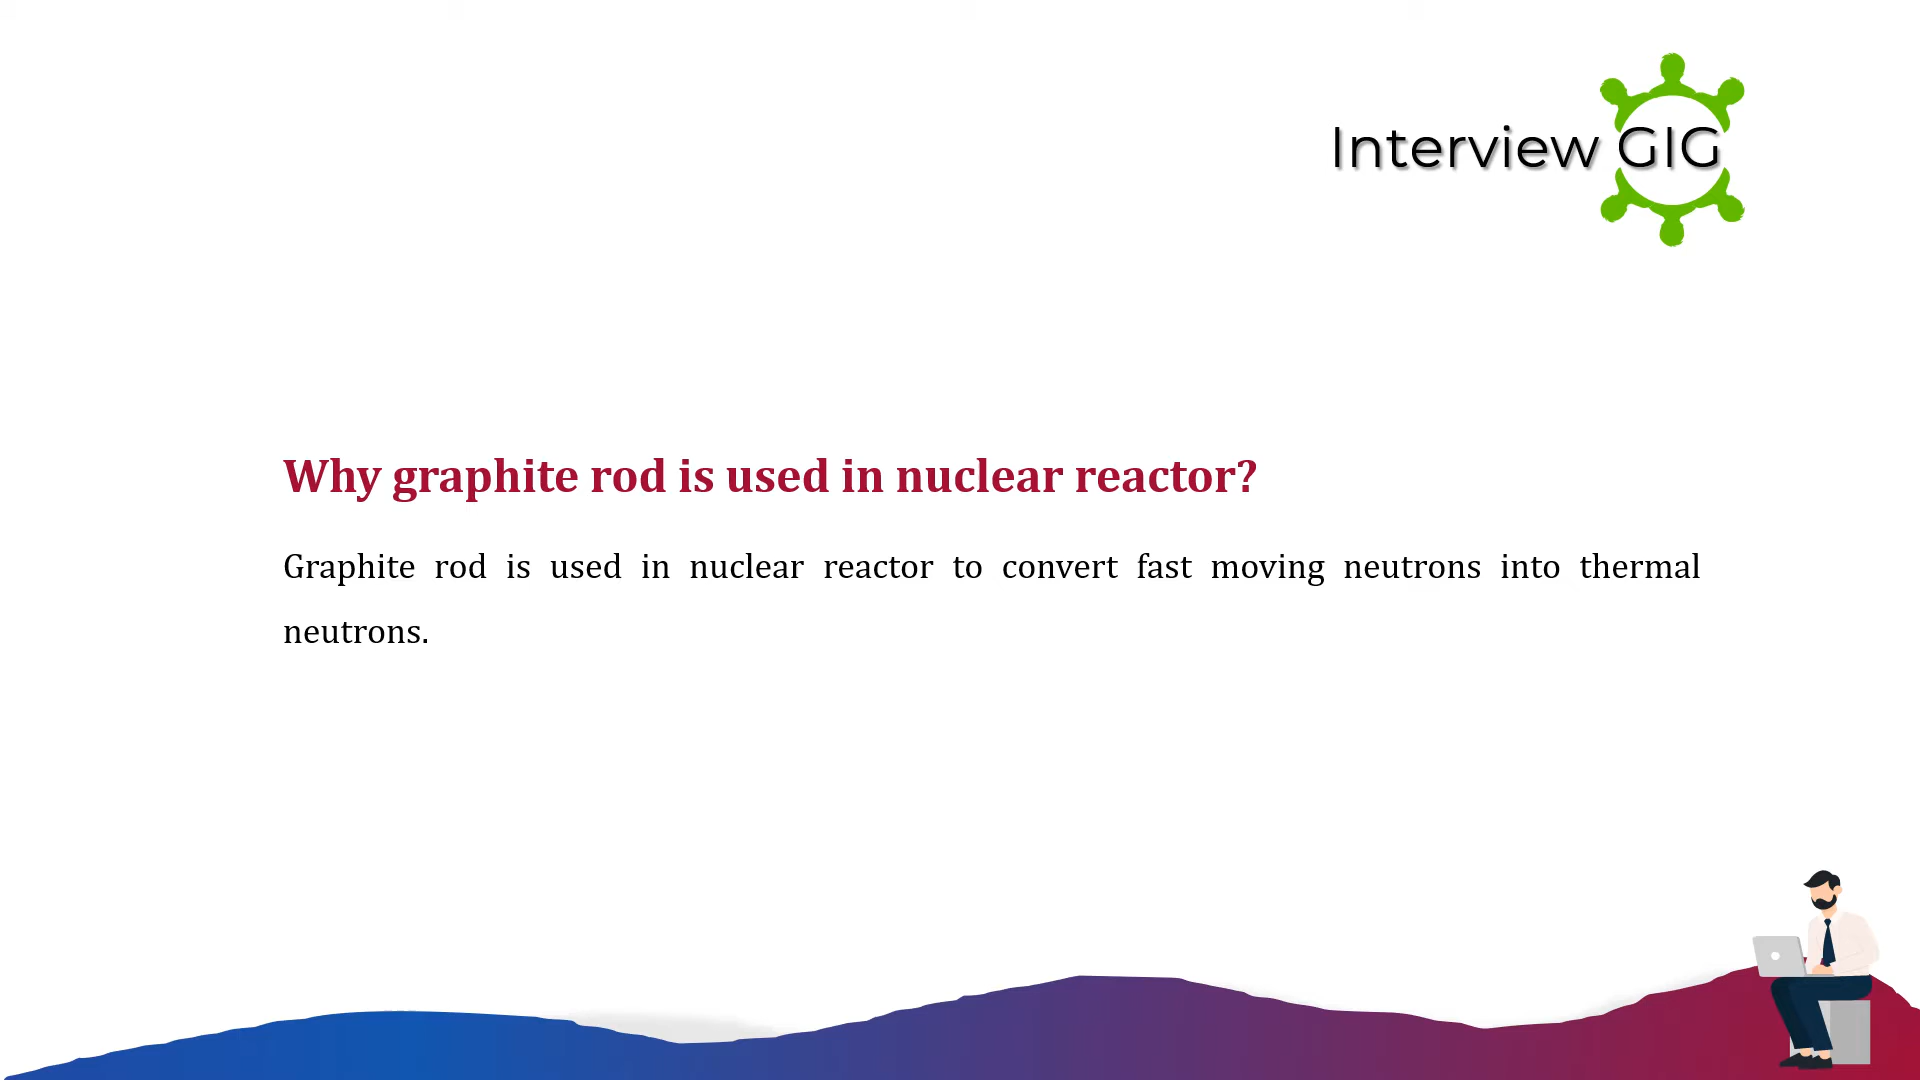 Interview GIG
Why graphite rod is used in nuclear reactor?
Graphite rod is used in nuclear reactor to convert fast moving neutrons into thermal
neutrons.